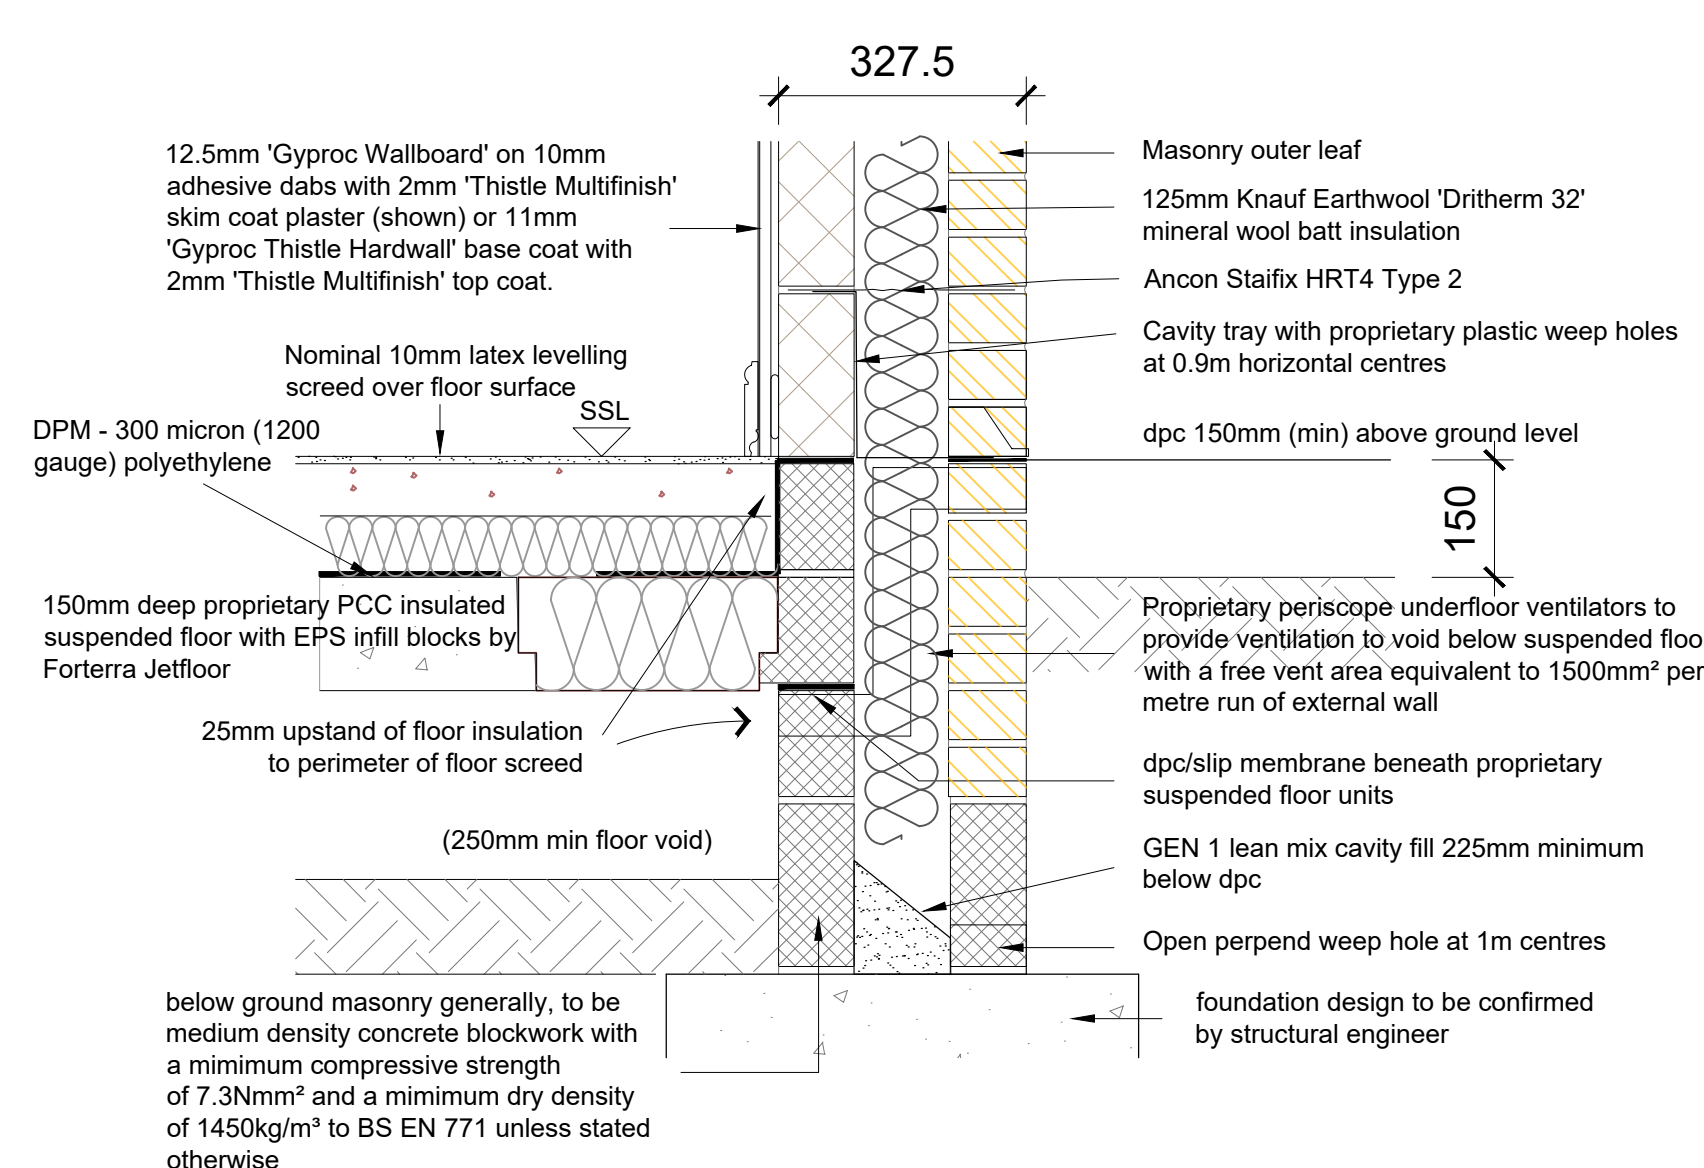 327.5
12.5mm 'Gyproc Wallboard' on 10mm
adhesive dabs with 2mm 'Thistle Multifinish'
skim coat plaster (shown) or 11mm
'Gyproc Thistle Hardwall' base coat with
2mm 'Thistle Multifinish' top coat.
Nominal 10mm latex levelling
screed over floor surface
SSL
DPM - 300 micron (1200
gauge) polyethylene
150mm deep proprietary PCC insulated
suspended floor with EPS infill blocks by
Forterra Jetfloor
25mm upstand of floor insulation
to perimeter of floor screed
(250mm min floor void)
below ground masonry generally, to be
medium density concrete blockwork with
a mimimum compressive strength
of 7.3Nmm² and a mimimum dry density
of 1450kg/m³ to BS EN 771 unless stated
otherwise
Masonry outer leaf
125mm Knauf Earthwool 'Dritherm 32'
mineral wool batt insulation
Ancon Staifix HRT4 Type 2
Cavity tray with proprietary plastic weep holes
at 0.9m horizontal centres
dpc 150mm (min) above ground level
150
Proprietary periscope underfloor ventilators to
provide ventilation to void below suspended floo
with a free vent area equivalent to 1500mm² per
metre run of external wall
dpc/slip membrane beneath proprietary
suspended floor units
GEN 1 lean mix cavity fill 225mm minimum
below dpc
Open perpend weep hole at 1m centres
foundation design to be confirmed
by structural engineer